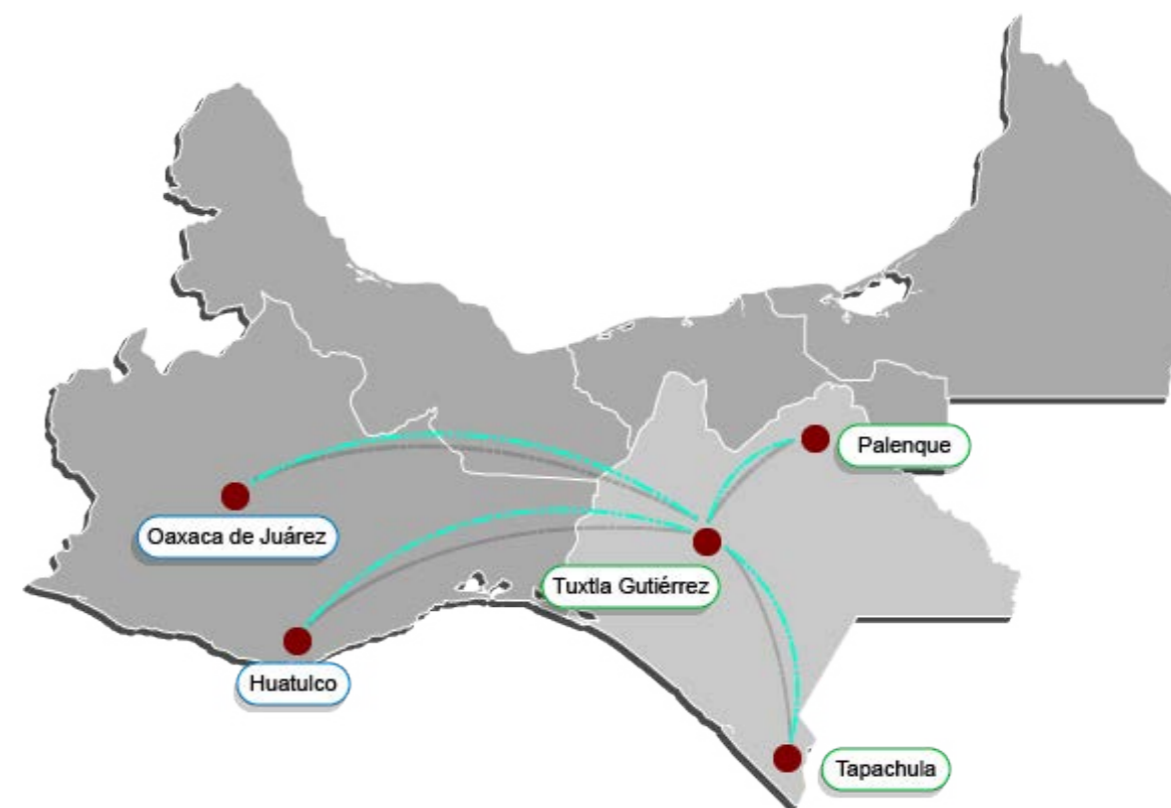 Palenque
Oaxaca de Juárez
Tuxtla Gutiérrez
Huatulco
Tapachula